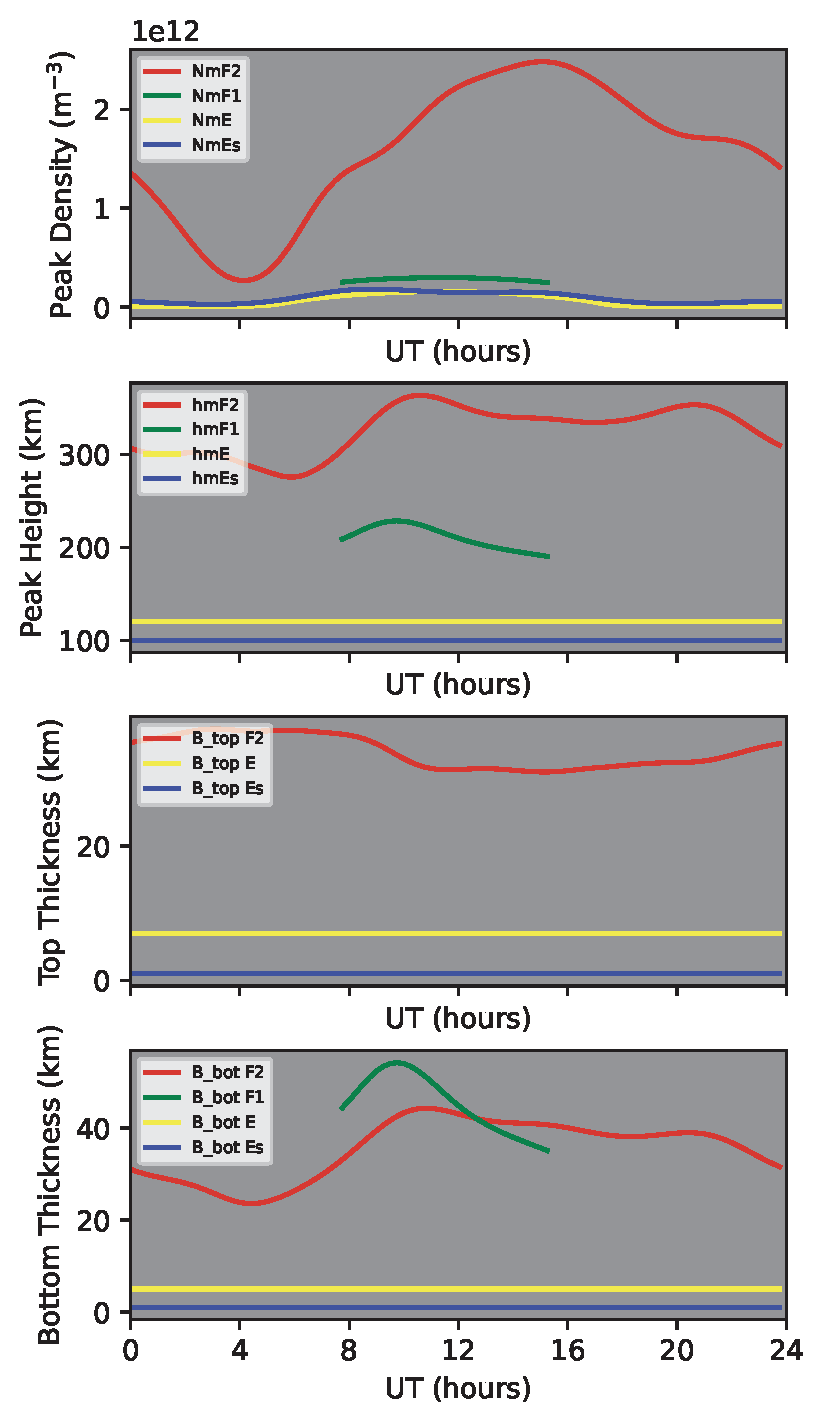 1e12
Peak Density (m⁻³)
2
1
0
NmF2
NmF1
NmE
NmEs
UT (hours)
Peak Height (km)
300
200
100
hmF2
hmF1
hmE
hmEs
UT (hours)
Top Thickness (km)
20
0
B_top F2
B_top E
B_top Es
UT (hours)
Bottom Thickness (km)
40
20
0
B_bot F2
B_bot F1
B_bot E
B_bot Es
0 4 8 12 16 20 24
UT (hours)